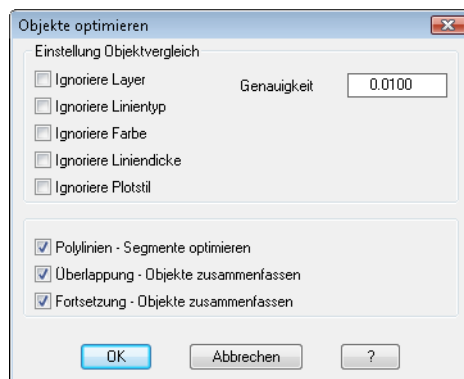 Objekte optimieren
Einstellung Objektvergleich
Ignoriere Layer
Genauigkeit 0.0100
Ignoriere Linientyp
Ignoriere Farbe
Ignoriere Liniendicke
Ignoriere Plotstil
Polylinien - Segmente optimieren
Überlappung - Objekte zusammenfassen
Fortsetzung - Objekte zusammenfassen
OK
Abbrechen
?